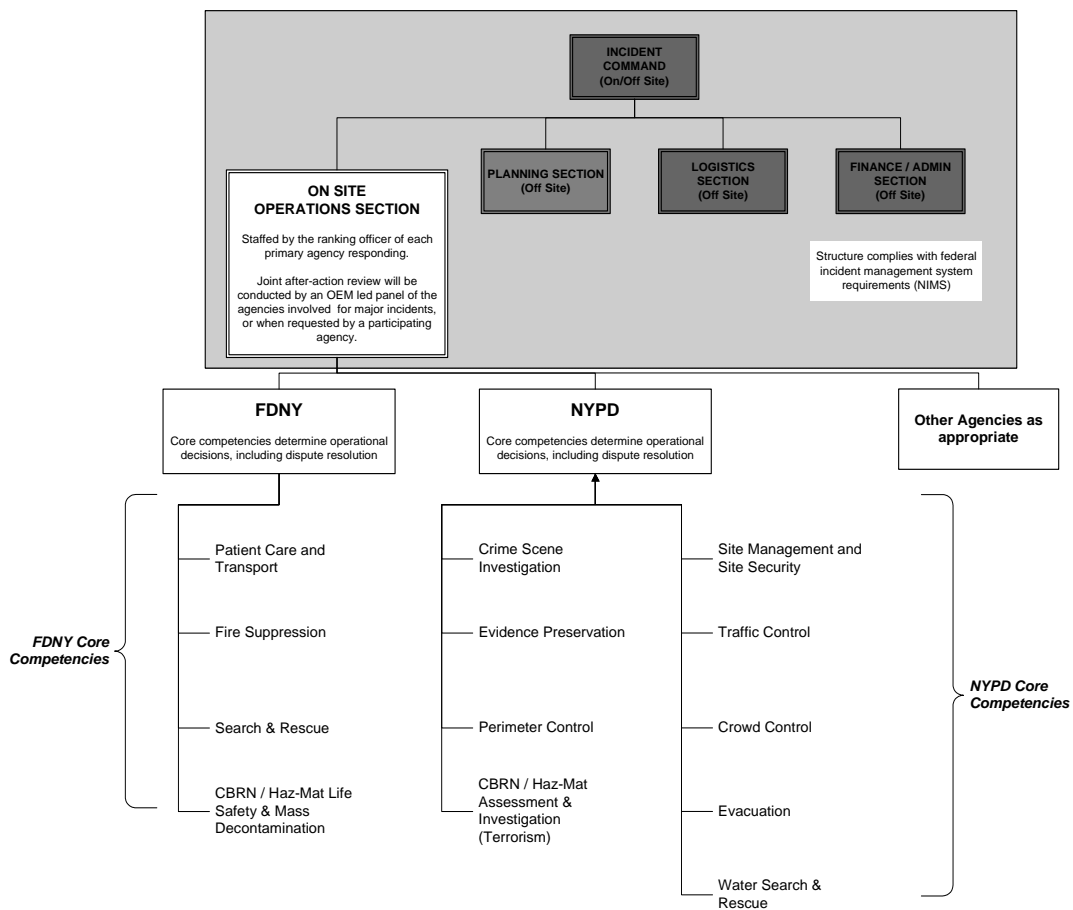 INCIDENT
COMMAND
(On/Off Site)
ON SITE
OPERATIONS SECTION
Staffed by the ranking officer of each
primary agency responding.
Joint after-action review will be
conducted by an OEM led panel of the
agencies involved for major incidents,
or when requested by a participating
agency.
PLANNING SECTION
(Off Site)
LOGISTICS
SECTION
(Off Site)
FINANCE / ADMIN
SECTION
(Off Site)
Structure complies with federal
incident management system
requirements (NIMS)
FDNY
Core competencies determine operational
decisions, including dispute resolution
NYPD
Core competencies determine operational
decisions, including dispute resolution
Other Agencies as
appropriate
FDNY Core
Competencies
Patient Care and
Transport
Fire Suppression
Search & Rescue
CBRN / Haz-Mat Life
Safety & Mass
Decontamination
Crime Scene
Investigation
Evidence Preservation
Perimeter Control
CBRN / Haz-Mat
Assessment &
Investigation
(Terrorism)
Site Management and
Site Security
Traffic Control
Crowd Control
Evacuation
Water Search &
Rescue
NYPD Core
Competencies